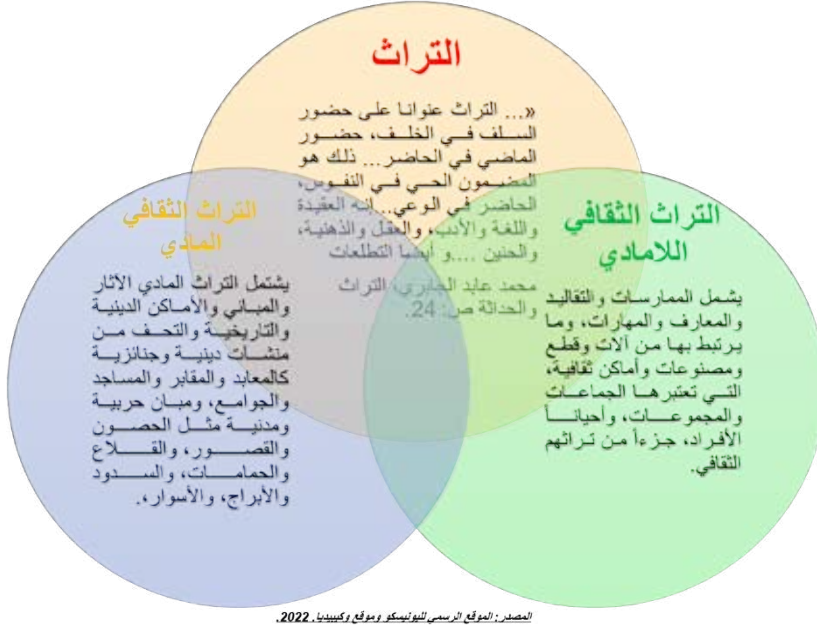 التراث
«... التراث عنوانا على حضور
السلف في الخلف، حضور
الماضي في الحاضر... ذلك هو
المضمون الحي في النفوس،
الحاضر في الوعي.. إنه العقيدة
واللغة والأدب، والعقل والذهنية،
والحنين ....و أيضا التطلعات
محمد عابد الجابري، التراث
والحداثة ص: 24.
التراث الثقافي
اللامادي
يشمل الممارسات والتقاليد
والمعارف والمهارات، وما
يرتبط بها من آلات وقطع
ومصنوعات وأماكن ثقافية،
التي تعتبرها الجماعات
والمجموعات، وأحياناً
الأفراد، جزءاً من تراثهم
الثقافي.
التراث الثقافي
المادي
يشتمل التراث المادي الآثار
والمباني والأماكن الدينية
والتاريخية والتحف من
منشآت دينية وجنائزية
كالمعابد والمقابر والمساجد
والجوامع، ومبان حربية
ومدنية مثل الحصون
والقصور، والقلاع
والحمامات، والسدود
والأبراج، والأسوار،.
المصدر: الموقع الرسمي لليونيسكو وموقع وكيبيديا. 2022.